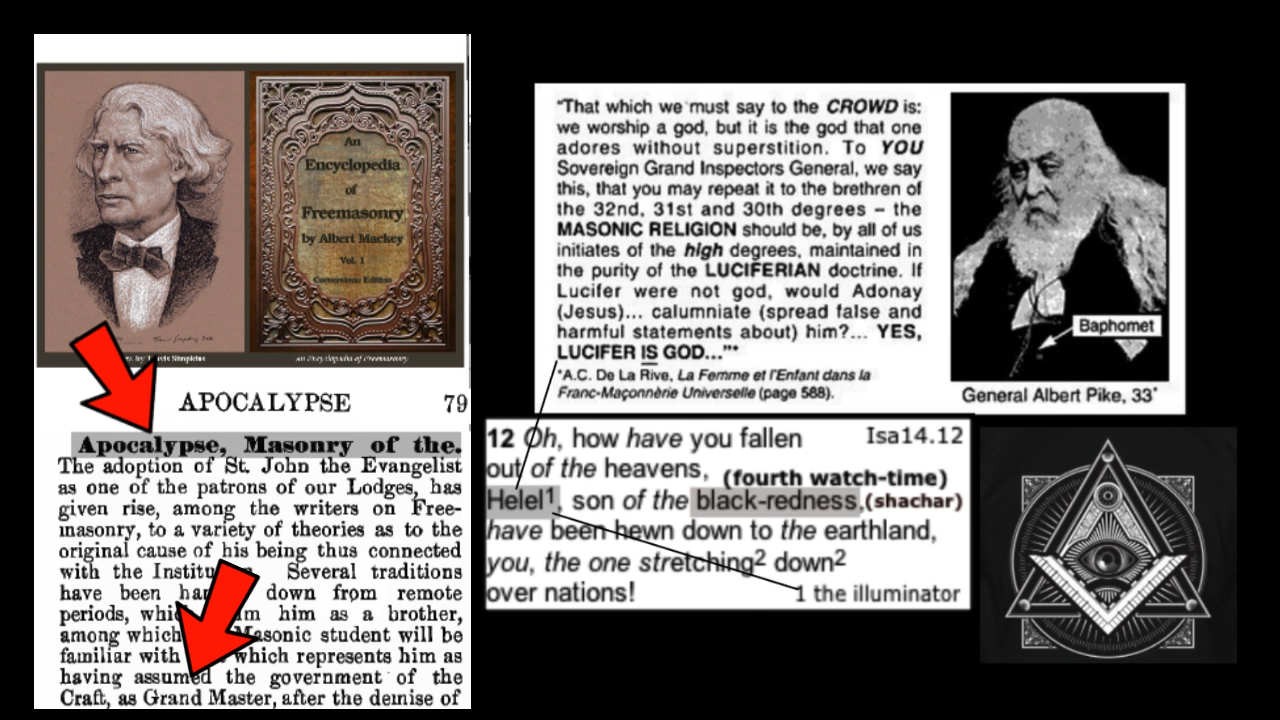 An
Encyclopedia
of
Freemasonry
by Albert Mackey
Vol. 1
Cornerstone Edition
by Travis Simpkins
An Encyclopedia of Freemasonry
APOCALYPSE 79
Apocalypse, Masonry of the.
The adoption of St. John the Evangelist
as one of the patrons of our Lodges, has
given rise, among the writers on Free-
masonry, to a variety of theories as to the
original cause of his being thus connected
with the Several traditions
have been down from remote
periods, him as a brother,
among which Masonic student will be
familiar with which represents him as
having assumed the government of the
Craft, as Grand Master, after the demise of
"That which we must say to the CROWD is:
we worship a god, but it is the god that one
adores without superstition. To YOU
Sovereign Grand Inspectors General, we say
this, that you may repeat it to the brethren of
the 32nd, 31st and 30th degrees – the
MASONIC RELIGION should be, by all of us
initiates of the high degrees, maintained in
the purity of the LUCIFERIAN doctrine. If
Lucifer were not god, would Adonay
(Jesus)... calumniate (spread false and
harmful statements about) him?... YES,
LUCIFER IS GOD..."*
*A.C. De La Rive, La Femme et l'Enfant dans la
Franc-Maçonnèrie Universelle (page 588).
Baphomet
General Albert Pike, 33°
12 Oh, how have you fallen Isa14.12
out of the heavens, (fourth watch-time)
Helel¹, son of the black-redness, (shachar)
have been hewn down to the earthland,
you, the one stretching² down²
over nations! 1 the illuminator